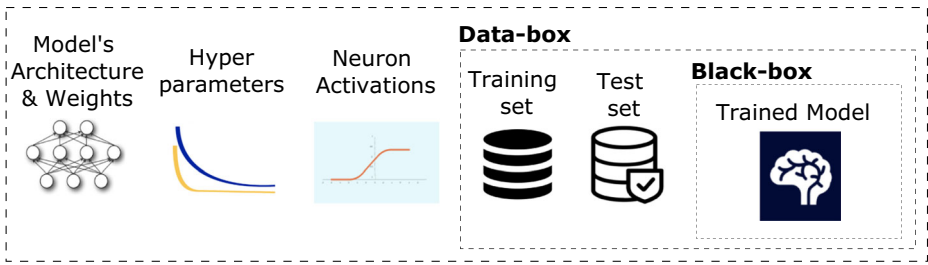 Model's
Architecture
& Weights
Hyper
parameters
Neuron
Activations
Data-box
Training
set
Test
set
Black-box
Trained Model